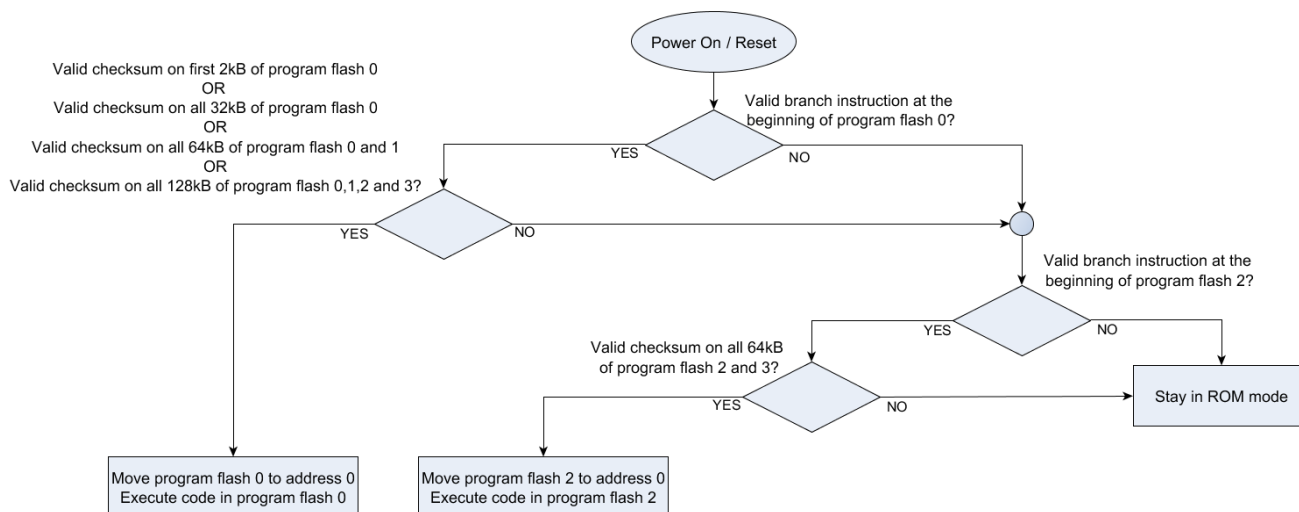 Power On / Reset
Valid checksum on first 2kB of program flash 0
OR
Valid checksum on all 32kB of program flash 0
OR
Valid checksum on all 64kB of program flash 0 and 1
OR
Valid checksum on all 128kB of program flash 0,1,2 and 3?
Valid branch instruction at the
beginning of program flash 0?
YES
NO
YES
NO
Valid branch instruction at the
beginning of program flash 2?
YES
NO
Valid checksum on all 64kB
of program flash 2 and 3?
YES
NO
Stay in ROM mode
Move program flash 0 to address 0
Execute code in program flash 0
Move program flash 2 to address 0
Execute code in program flash 2